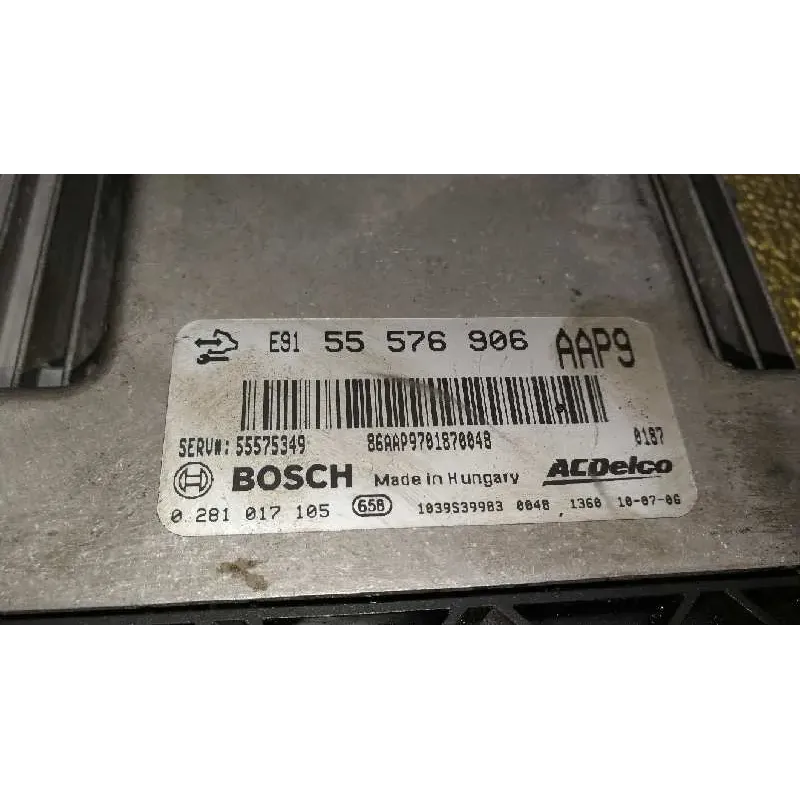 E91 55 576 906 AAP9
SERV#: 55575349 86AAP9701870048 0187
BOSCH Made in Hungary ACDelco
0 281 017 105 658 1039S39903 0048 1360 10-07-06